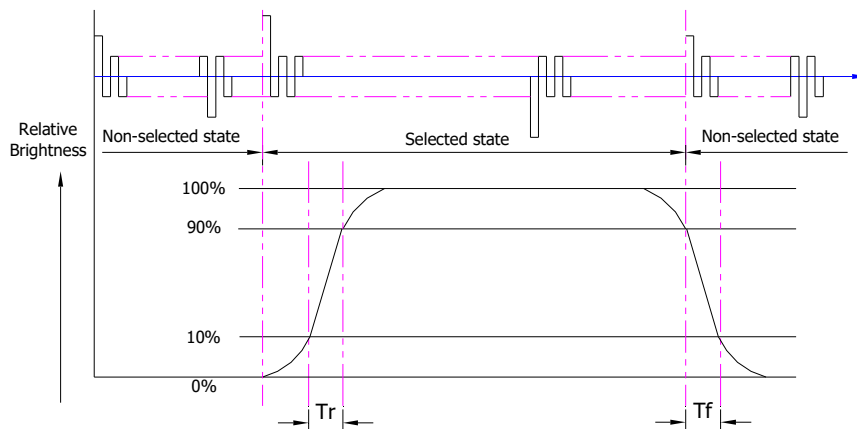 Relative
Brightness
Non-selected state
Selected state
Non-selected state
100%
90%
10%
0%
Tr
Tf